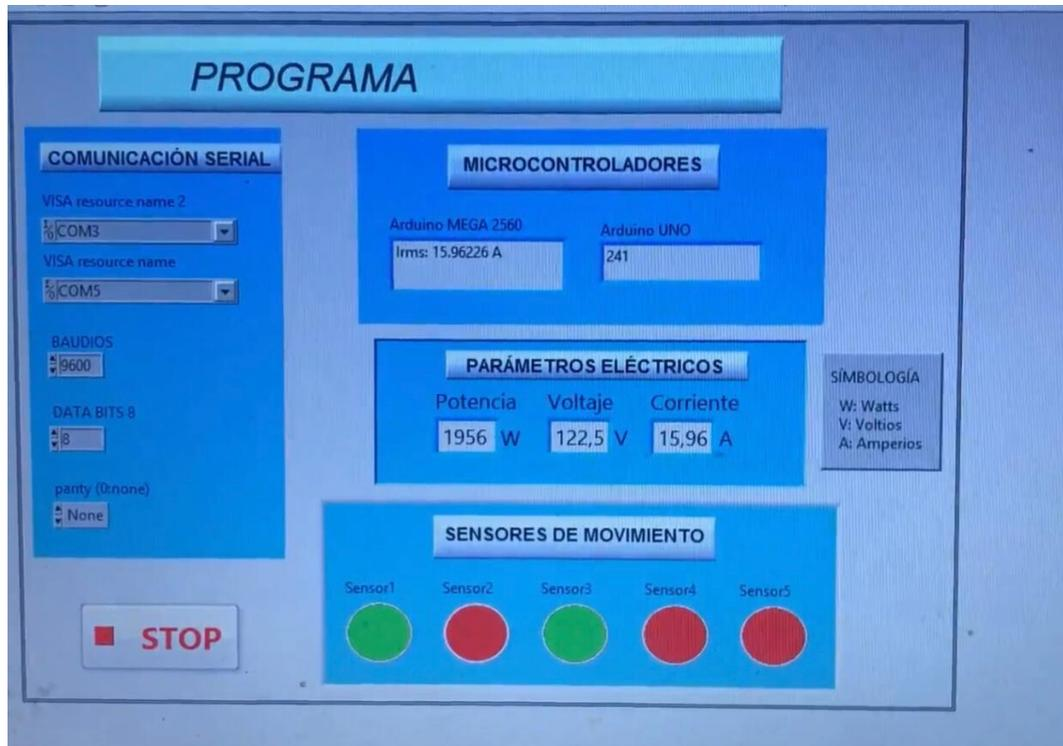 PROGRAMA
COMUNICACIÓN SERIAL
VISA resource name 2
COM3
VISA resource name
COM5
BAUDIOS
9600
DATA BITS 8
8
parity (0:none)
None
STOP
MICROCONTROLADORES
Arduino MEGA 2560
Irms: 15.96226 A
Arduino UNO
241
PARÁMETROS ELÉCTRICOS
Potencia Voltaje Corriente
1956 W 122,5 V 15,96 A
SÍMBOLOGÍA
W: Watts
V: Voltios
A: Amperios
SENSORES DE MOVIMIENTO
Sensor1 Sensor2 Sensor3 Sensor4 Sensor5